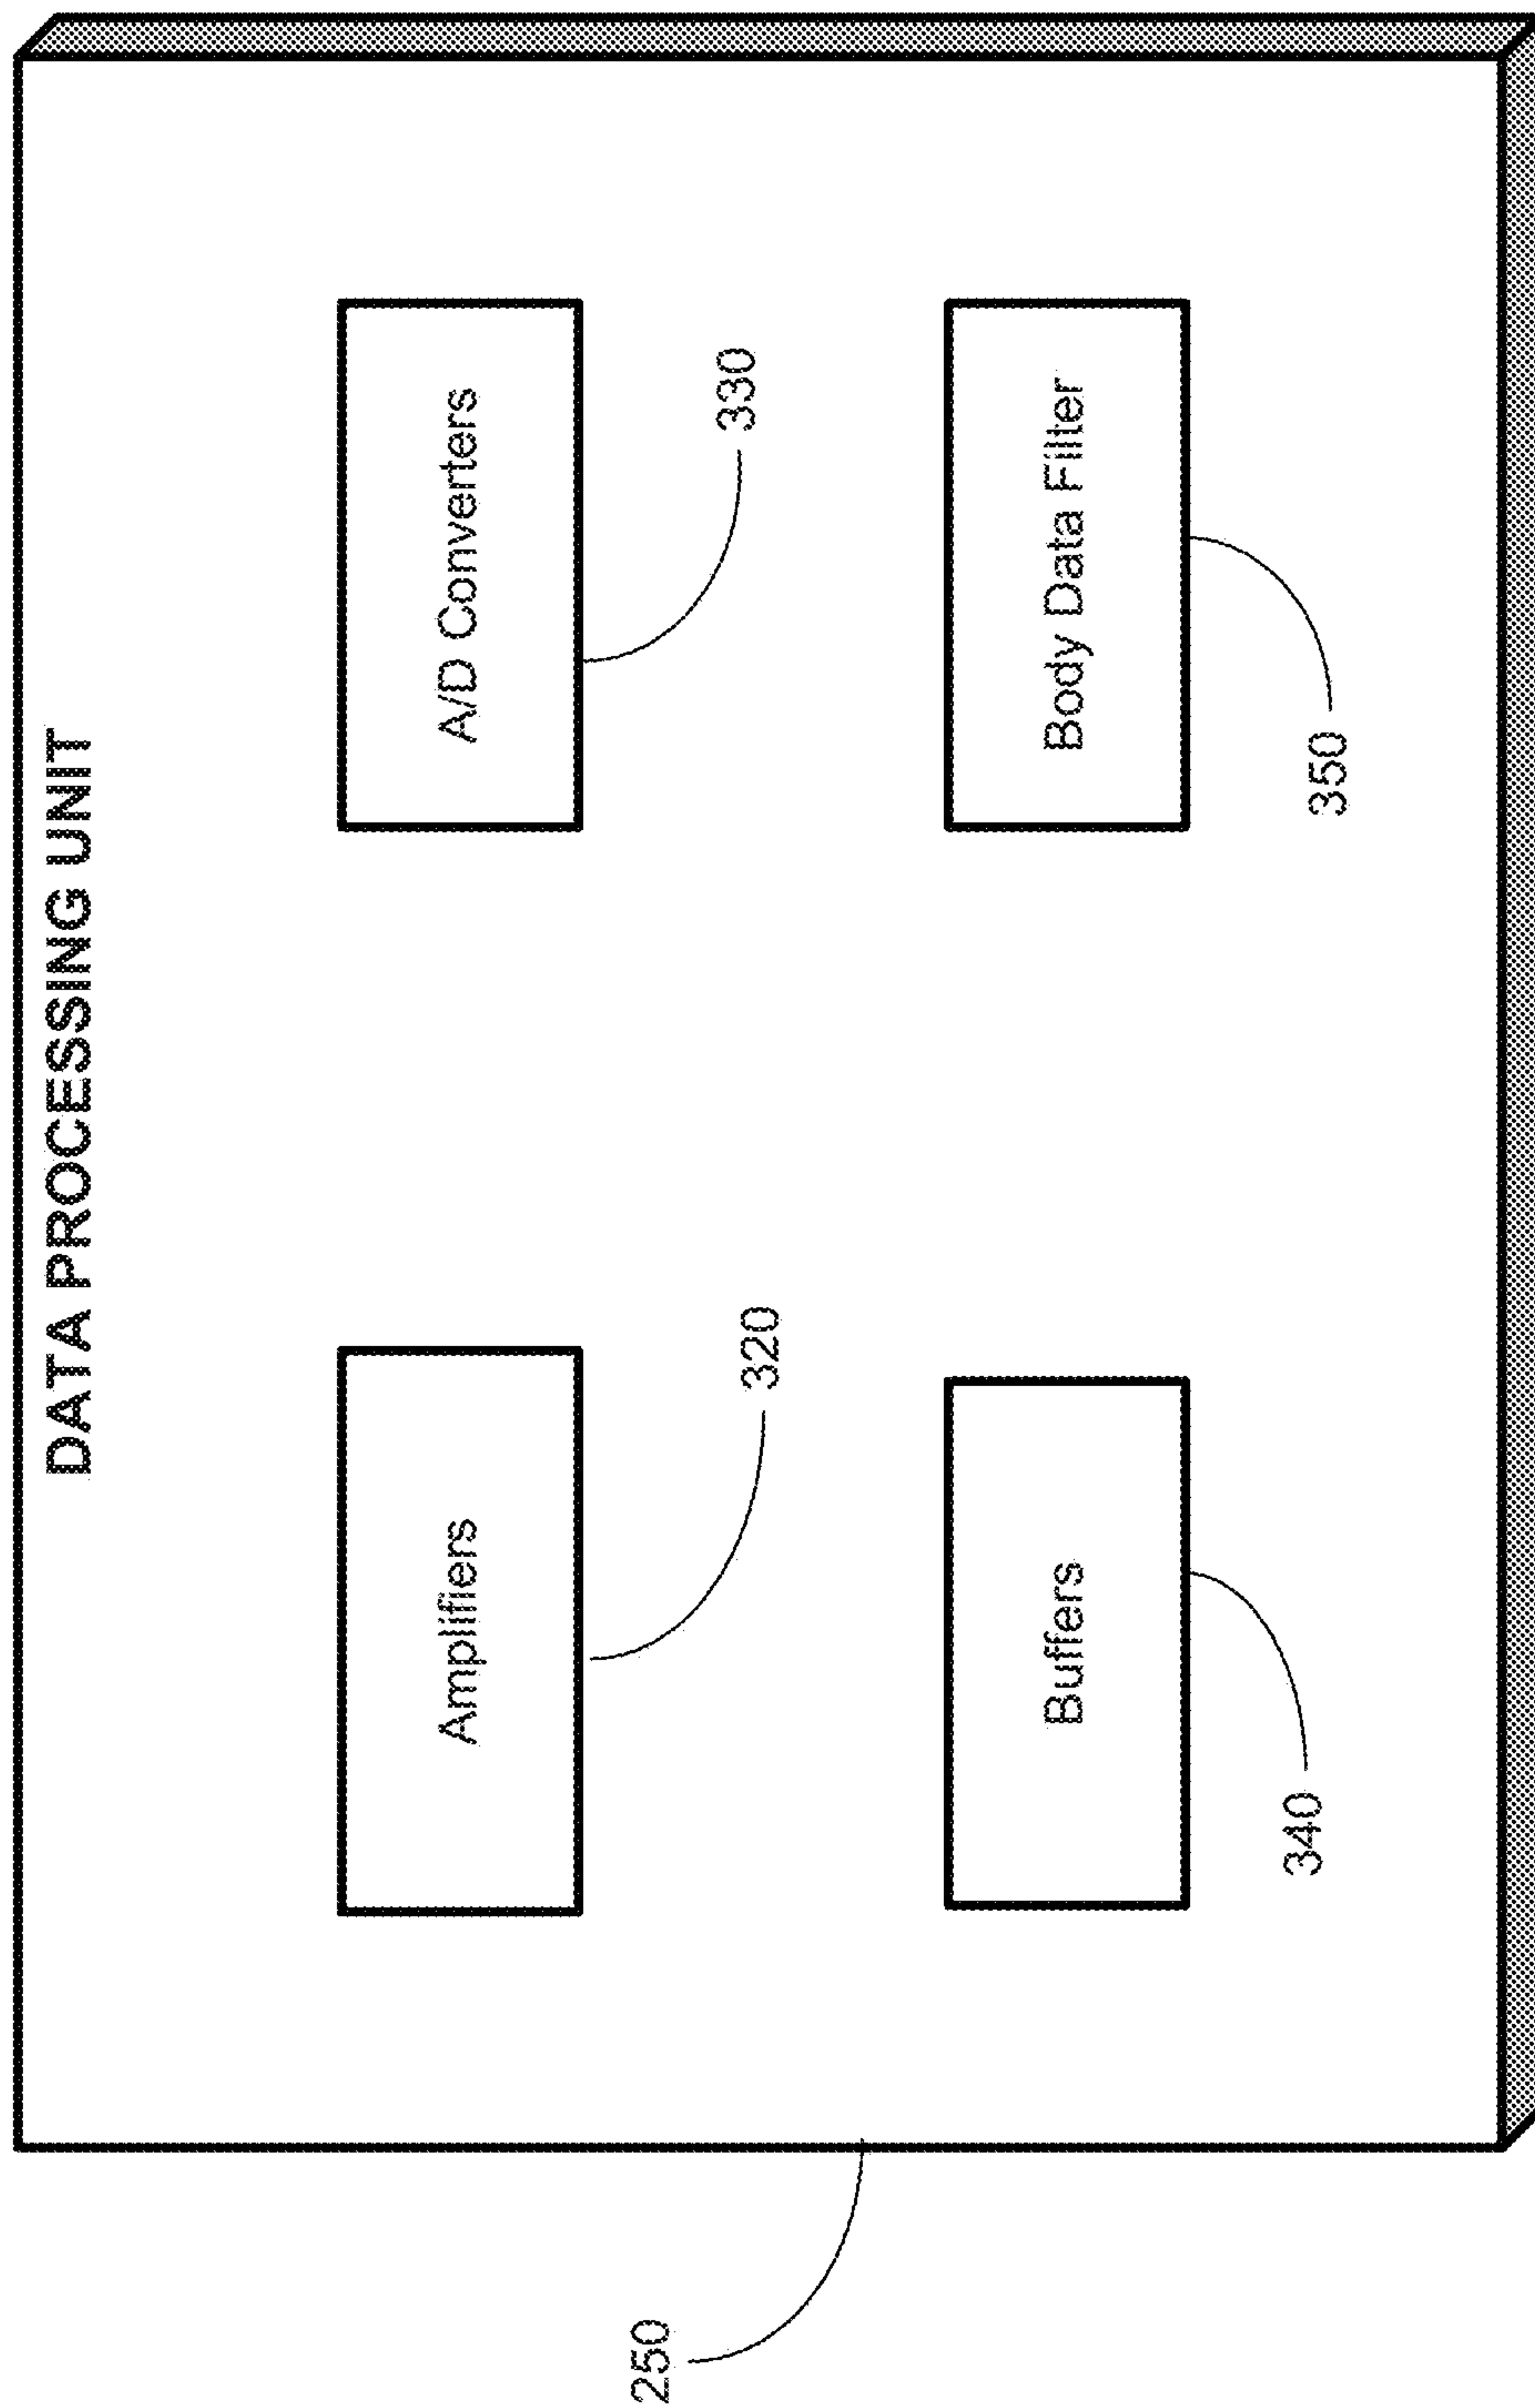 DATA PROCESSING UNIT
Amplifiers
A/D Converters
320
330
Buffers
Body Data Filter
340
350
250